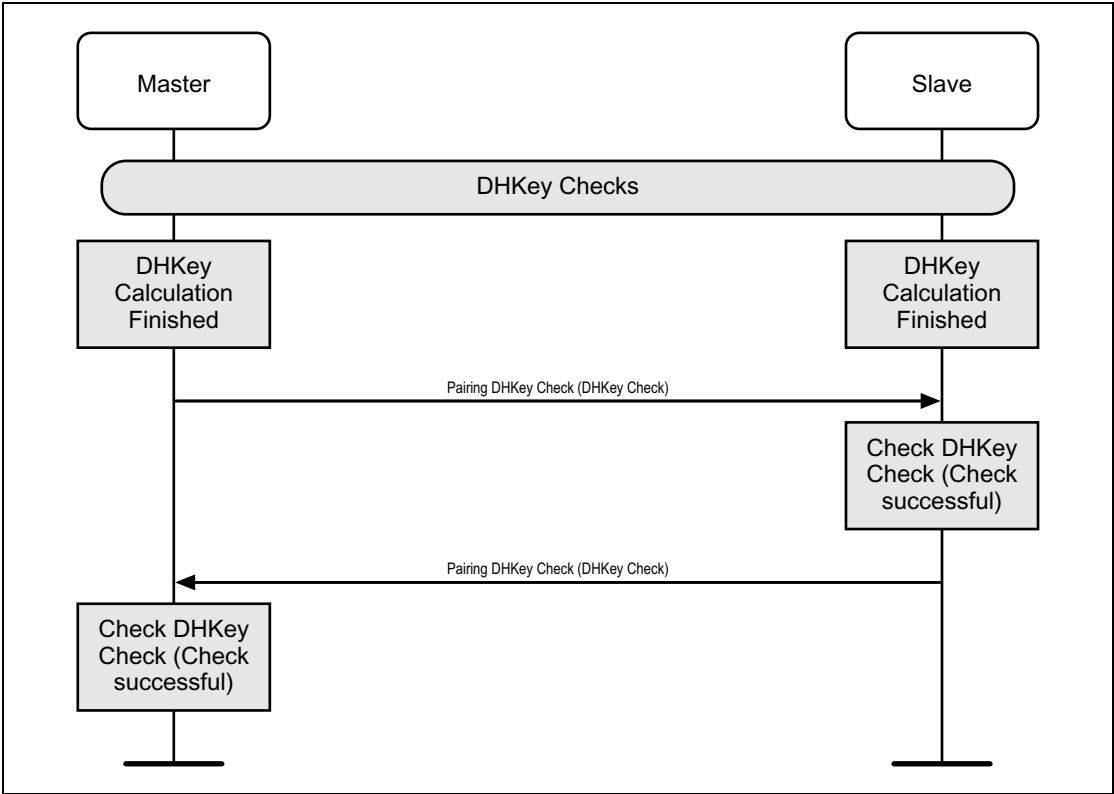 Master
Slave
DHKey Checks
DHKey
Calculation
Finished
DHKey
Calculation
Finished
Pairing DHKey Check (DHKey Check)
Check DHKey
Check (Check
successful)
Pairing DHKey Check (DHKey Check)
Check DHKey
Check (Check
successful)